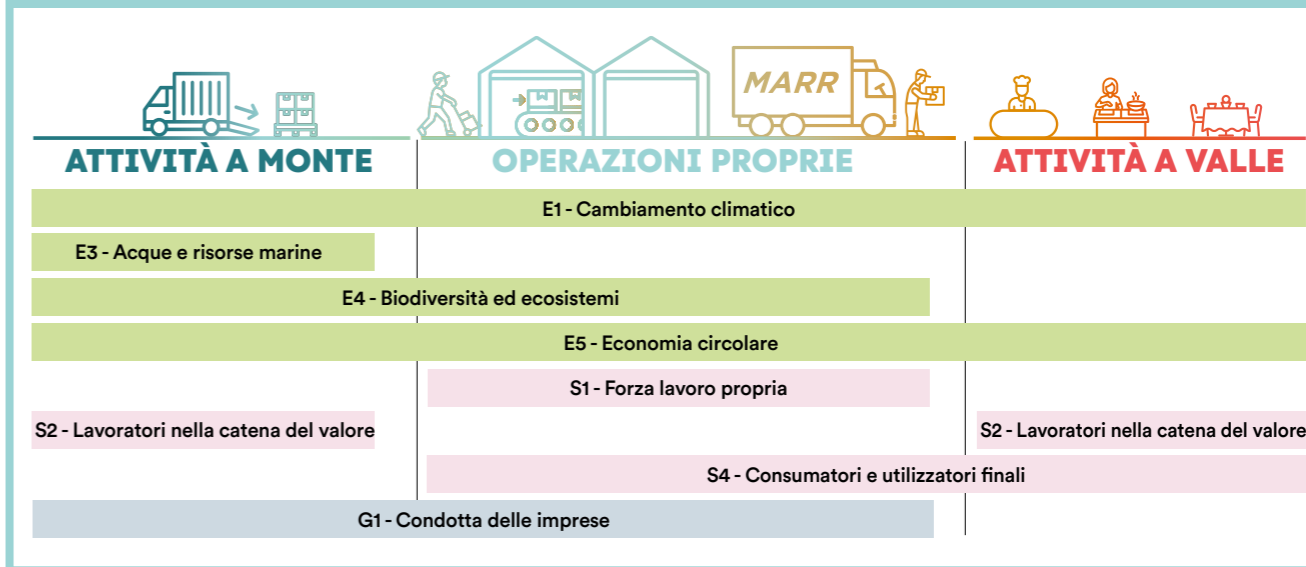 MARR
ATTIVITÀ A MONTE
OPERAZIONI PROPRIE
ATTIVITÀ A VALLE
E1 - Cambiamento climatico
E3 - Acque e risorse marine
E4 - Biodiversità ed ecosistemi
E5 - Economia circolare
S1 - Forza lavoro propria
S2 - Lavoratori nella catena del valore
S2 - Lavoratori nella catena del valore
S4 - Consumatori e utilizzatori finali
G1 - Condotta delle imprese